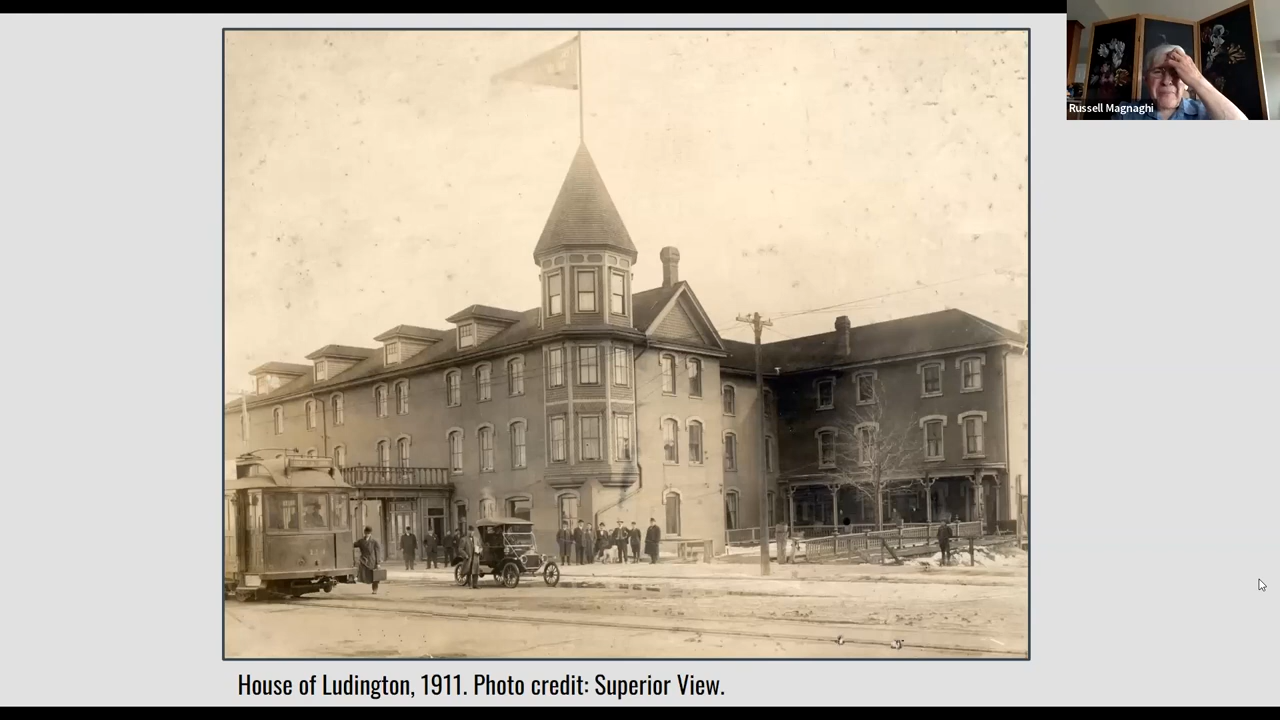 Russell Magnaghi
House of Ludington, 1911. Photo credit: Superior View.